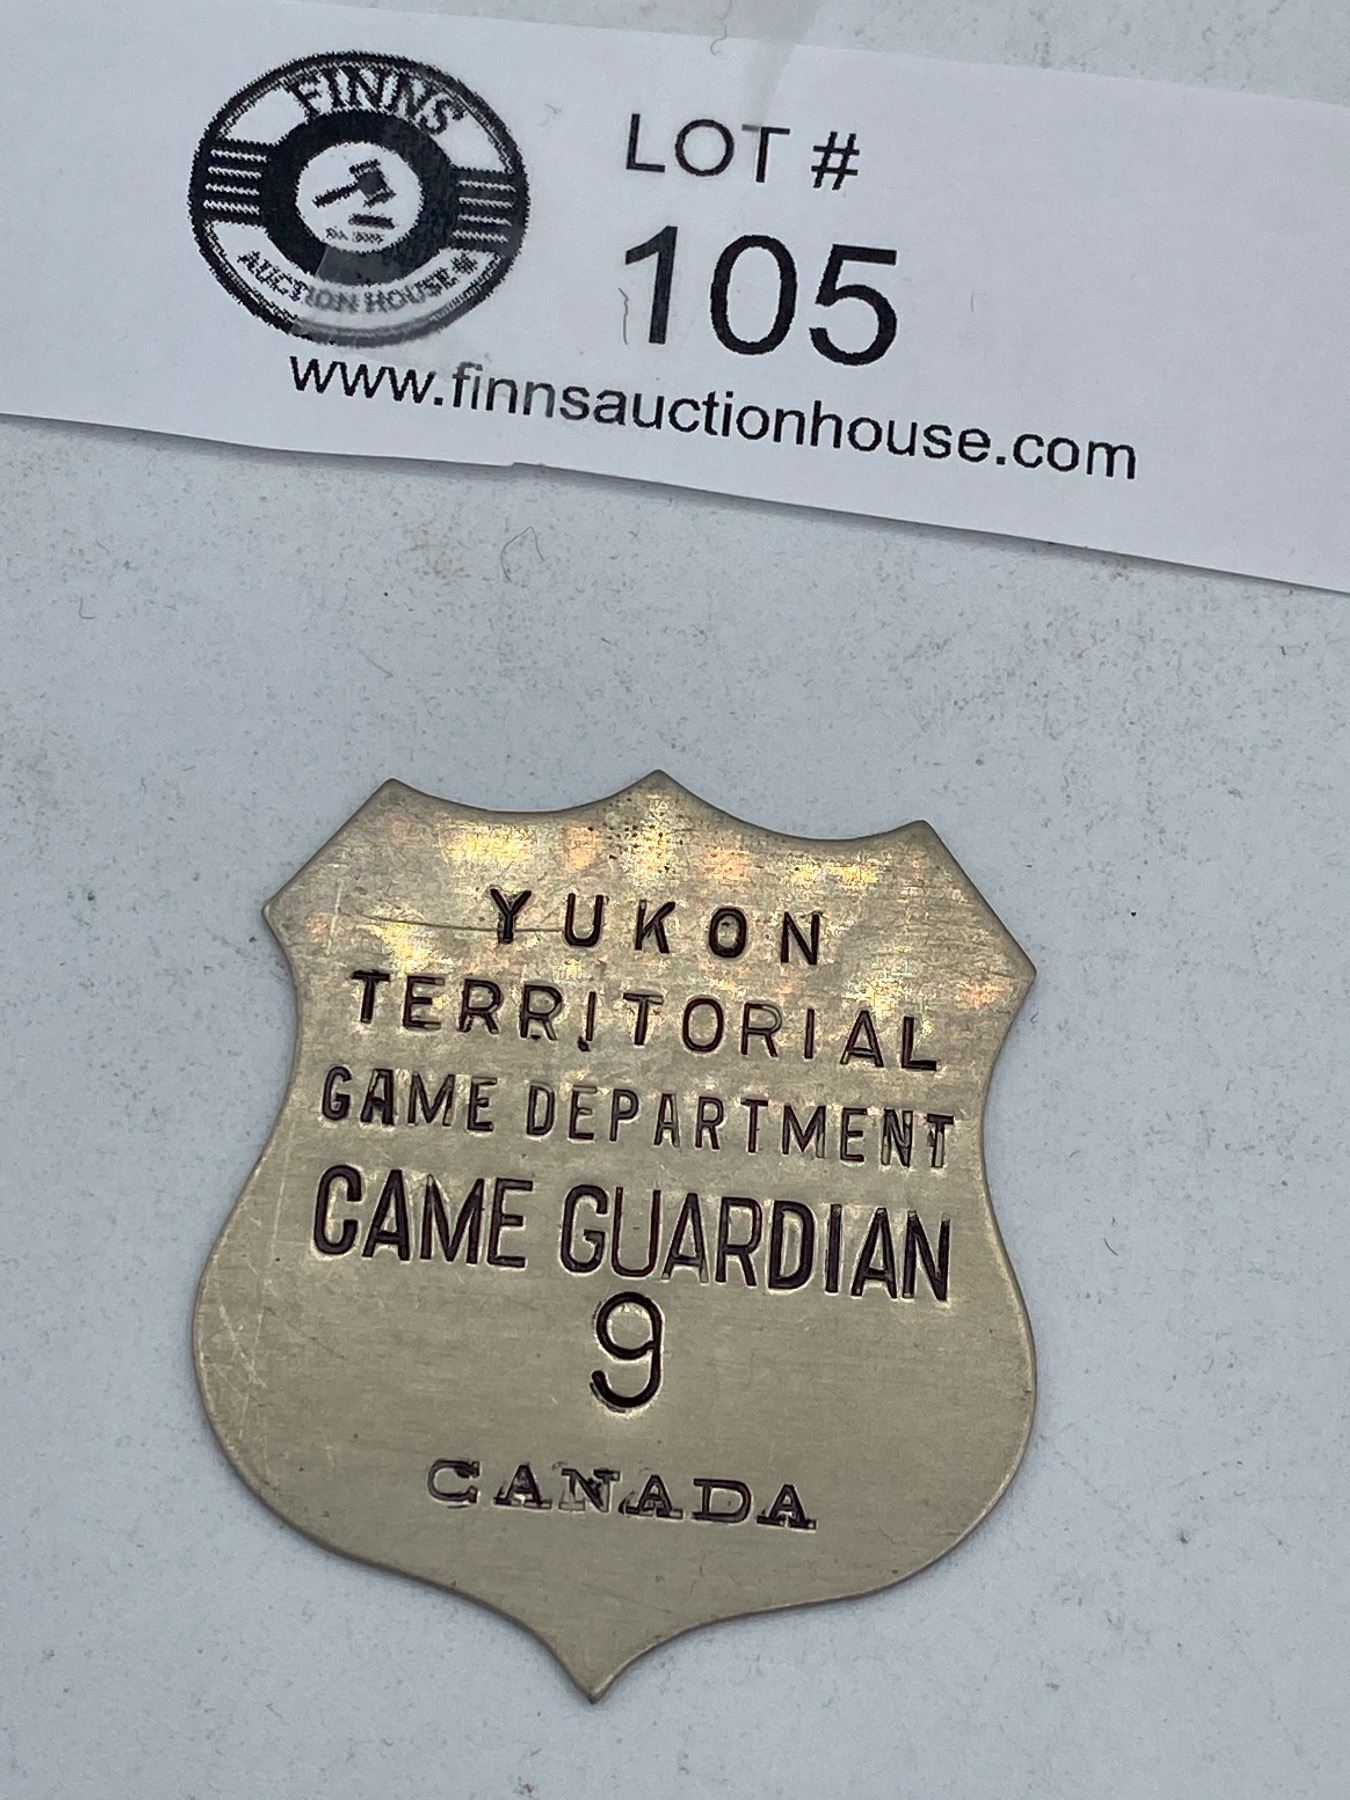 FINNS
AUCTION HOUSE
LOT #
105
www.finnsauctionhouse.com
YUKON
TERRITORIAL
GAME DEPARTMENT
CAME GUARDIAN
9
CANADA